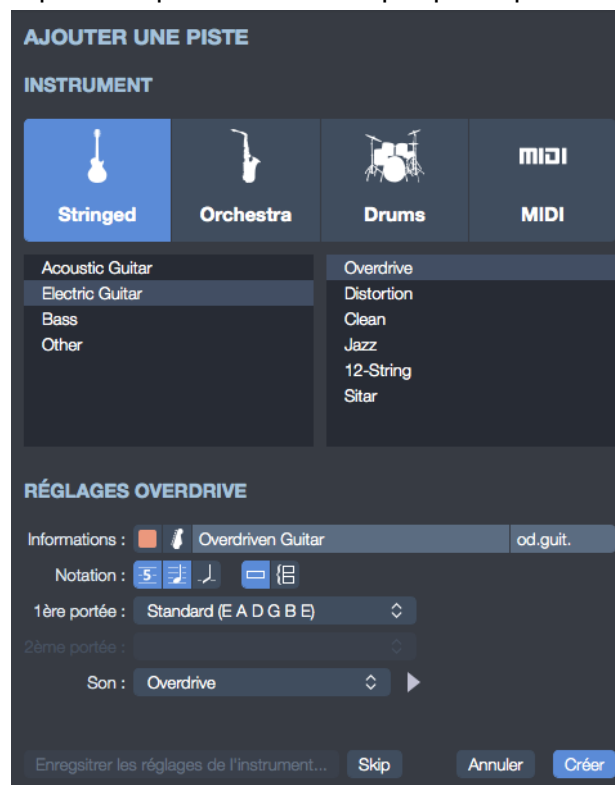 AJOUTER UNE PISTE
INSTRUMENT
MIDI
Stringed Orchestra Drums MIDI
Acoustic Guitar Overdrive
Electric Guitar Distortion
Bass Clean
Other Jazz
12-String
Sitar
RÉGLAGES OVERDRIVE
Informations : Overdriven Guitar od.guit.
Notation : 5
1ère portée : Standard (E A D G B E)
2ème portée :
Son : Overdrive
Enregsitrer les réglages de l'instrument... Skip Annuler Créer